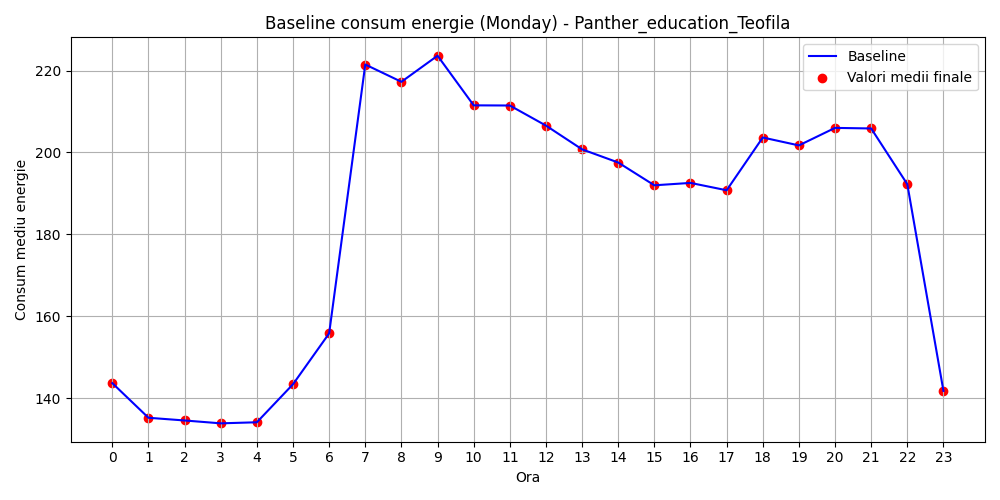 Baseline consum energie (Monday) - Panther_education_Teofila
Baseline
Valori medii finale
Consum mediu energie
220
200
180
160
140
0 1 2 3 4 5 6 7 8 9 10 11 12 13 14 15 16 17 18 19 20 21 22 23
Ora